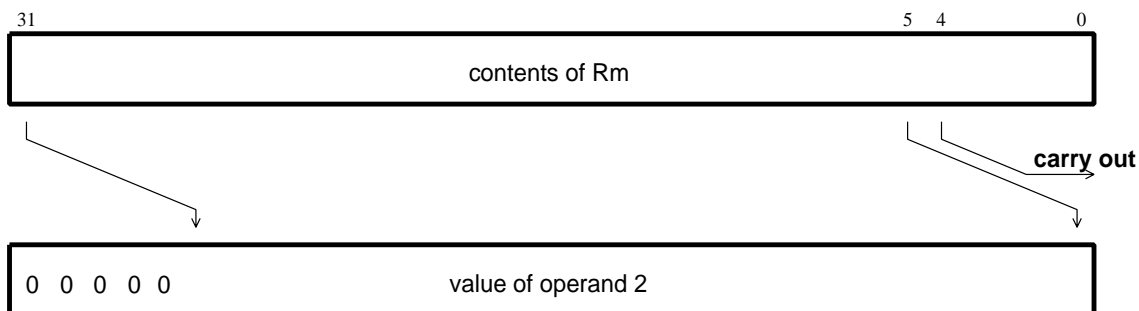 31 5 4 0
contents of Rm
carry out
0 0 0 0 0 value of operand 2